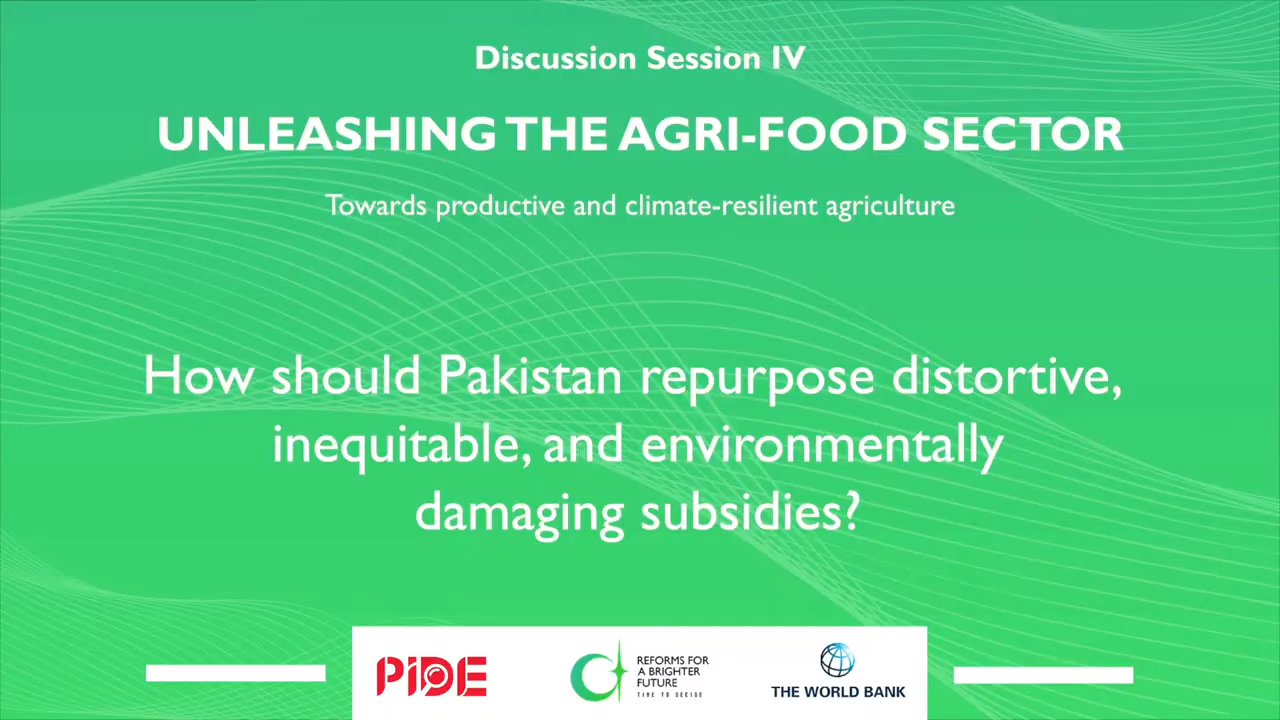 Discussion Session IV
UNLEASHING THE AGRI-FOOD SECTOR
Towards productive and climate-resilient agriculture
How should Pakistan repurpose distortive,
inequitable, and environmentally
damaging subsidies?
PIDE
REFORMS FOR
A BRIGHTER
FUTURE
TIME TO DECIDE
THE WORLD BANK